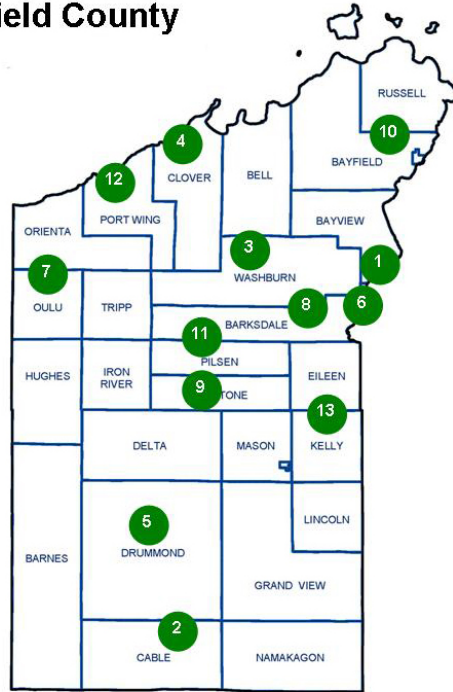 ield County
RUSSELL
10
4
BAYFIELD
12
CLOVER
BELL
PORT WING
BAYVIEW
ORIENTA
3
1
7
WASHBURN
8
6
OULU
TRIPP
BARKSDALE
11
PILSEN
HUGHES
IRON
RIVER
EILEEN
9
TONE
13
DELTA
MASON
KELLY
5
LINCOLN
DRUMMOND
BARNES
GRAND VIEW
2
CABLE
NAMAKAGON